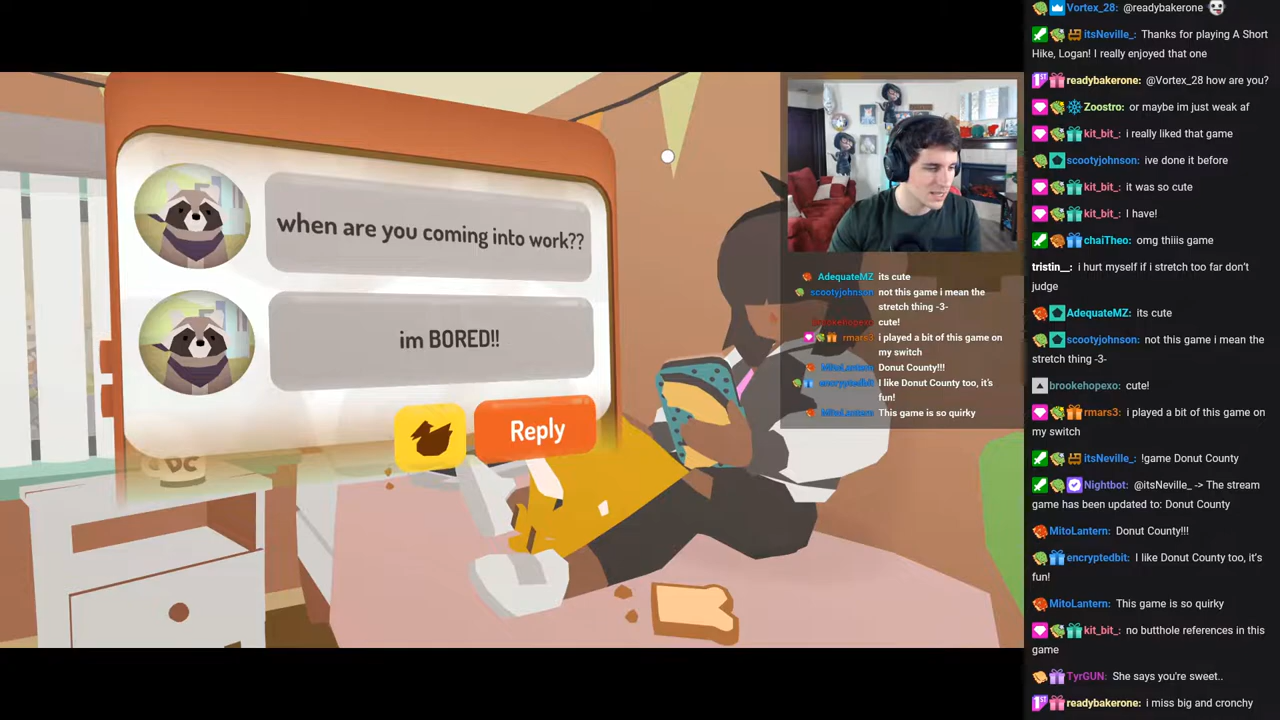 when are you coming into work??
im BORED!!
Reply
DC
AdequateMZ its cute
scootyjohnson not this game i mean the
stretch thing -3-
brookehopexo: cute!
rmars3: i played a bit of this game on
my switch
MitoLantern: Donut County!!!
encryptedbit I like Donut County too, it's
fun!
MitoLantern: This game is so quirky
Vortex_28: @readybakerone
itsNeville_: Thanks for playing A Short
Hike, Logan! I really enjoyed that one
1ST readybakerone: @Vortex_28 how are you?
Zoostro: or maybe im just weak af
kit_bit_: i really liked that game
scootyjohnson: ive done it before
kit_bit_: it was so cute
kit_bit_: I have!
chaiTheo: omg thiiis game
tristin__: i hurt myself if i stretch too far don't
judge
AdequateMZ: its cute
scootyjohnson: not this game i mean the
stretch thing -3-
brookehopexo: cute!
rmars3: i played a bit of this game on
my switch
itsNeville_: !game Donut County
Nightbot: @itsNeville_ -> The stream
game has been updated to: Donut County
MitoLantern: Donut County!!!
encryptedbit: I like Donut County too, it's
fun!
MitoLantern: This game is so quirky
kit_bit_: no butthole references in this
game
TyrGUN: She says you're sweet..
1ST readybakerone: i miss big and cronchy